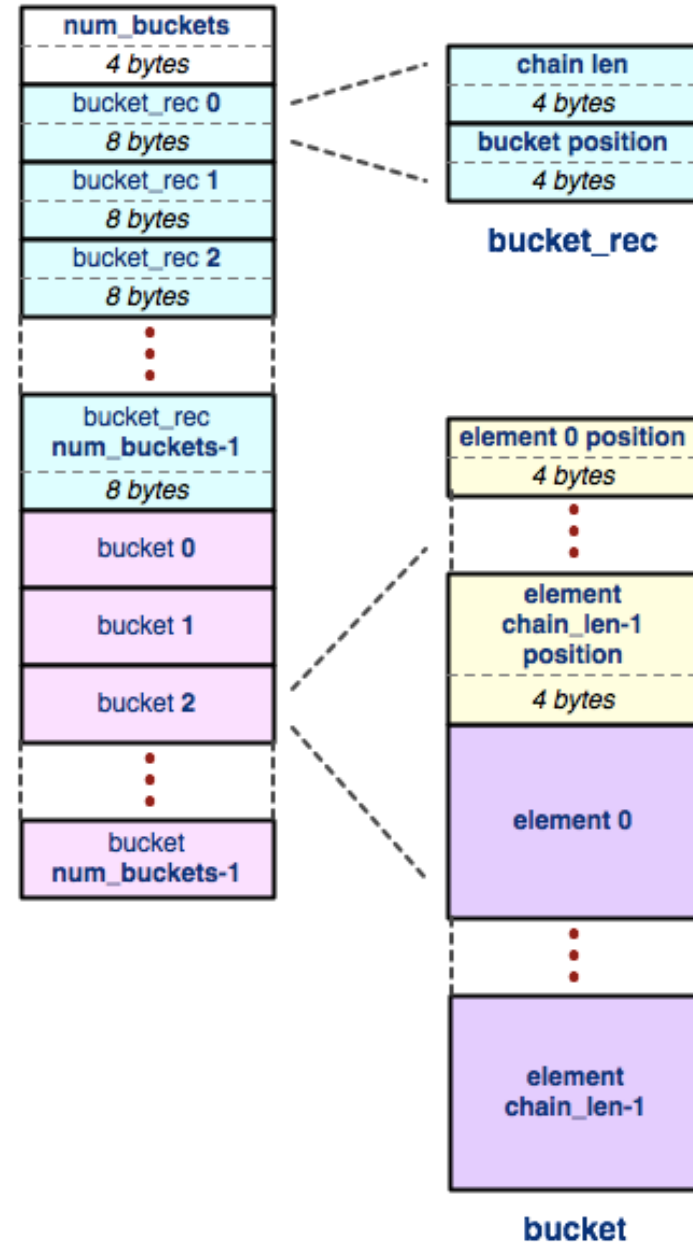 num_buckets
4 bytes
bucket_rec 0
8 bytes
bucket_rec 1
8 bytes
bucket_rec 2
8 bytes
bucket_rec
num_buckets-1
8 bytes
bucket 0
bucket 1
bucket 2
bucket
num_buckets-1
chain len
4 bytes
bucket position
4 bytes
bucket_rec
element 0 position
4 bytes
element
chain_len-1
position
4 bytes
element 0
element
chain_len-1
bucket